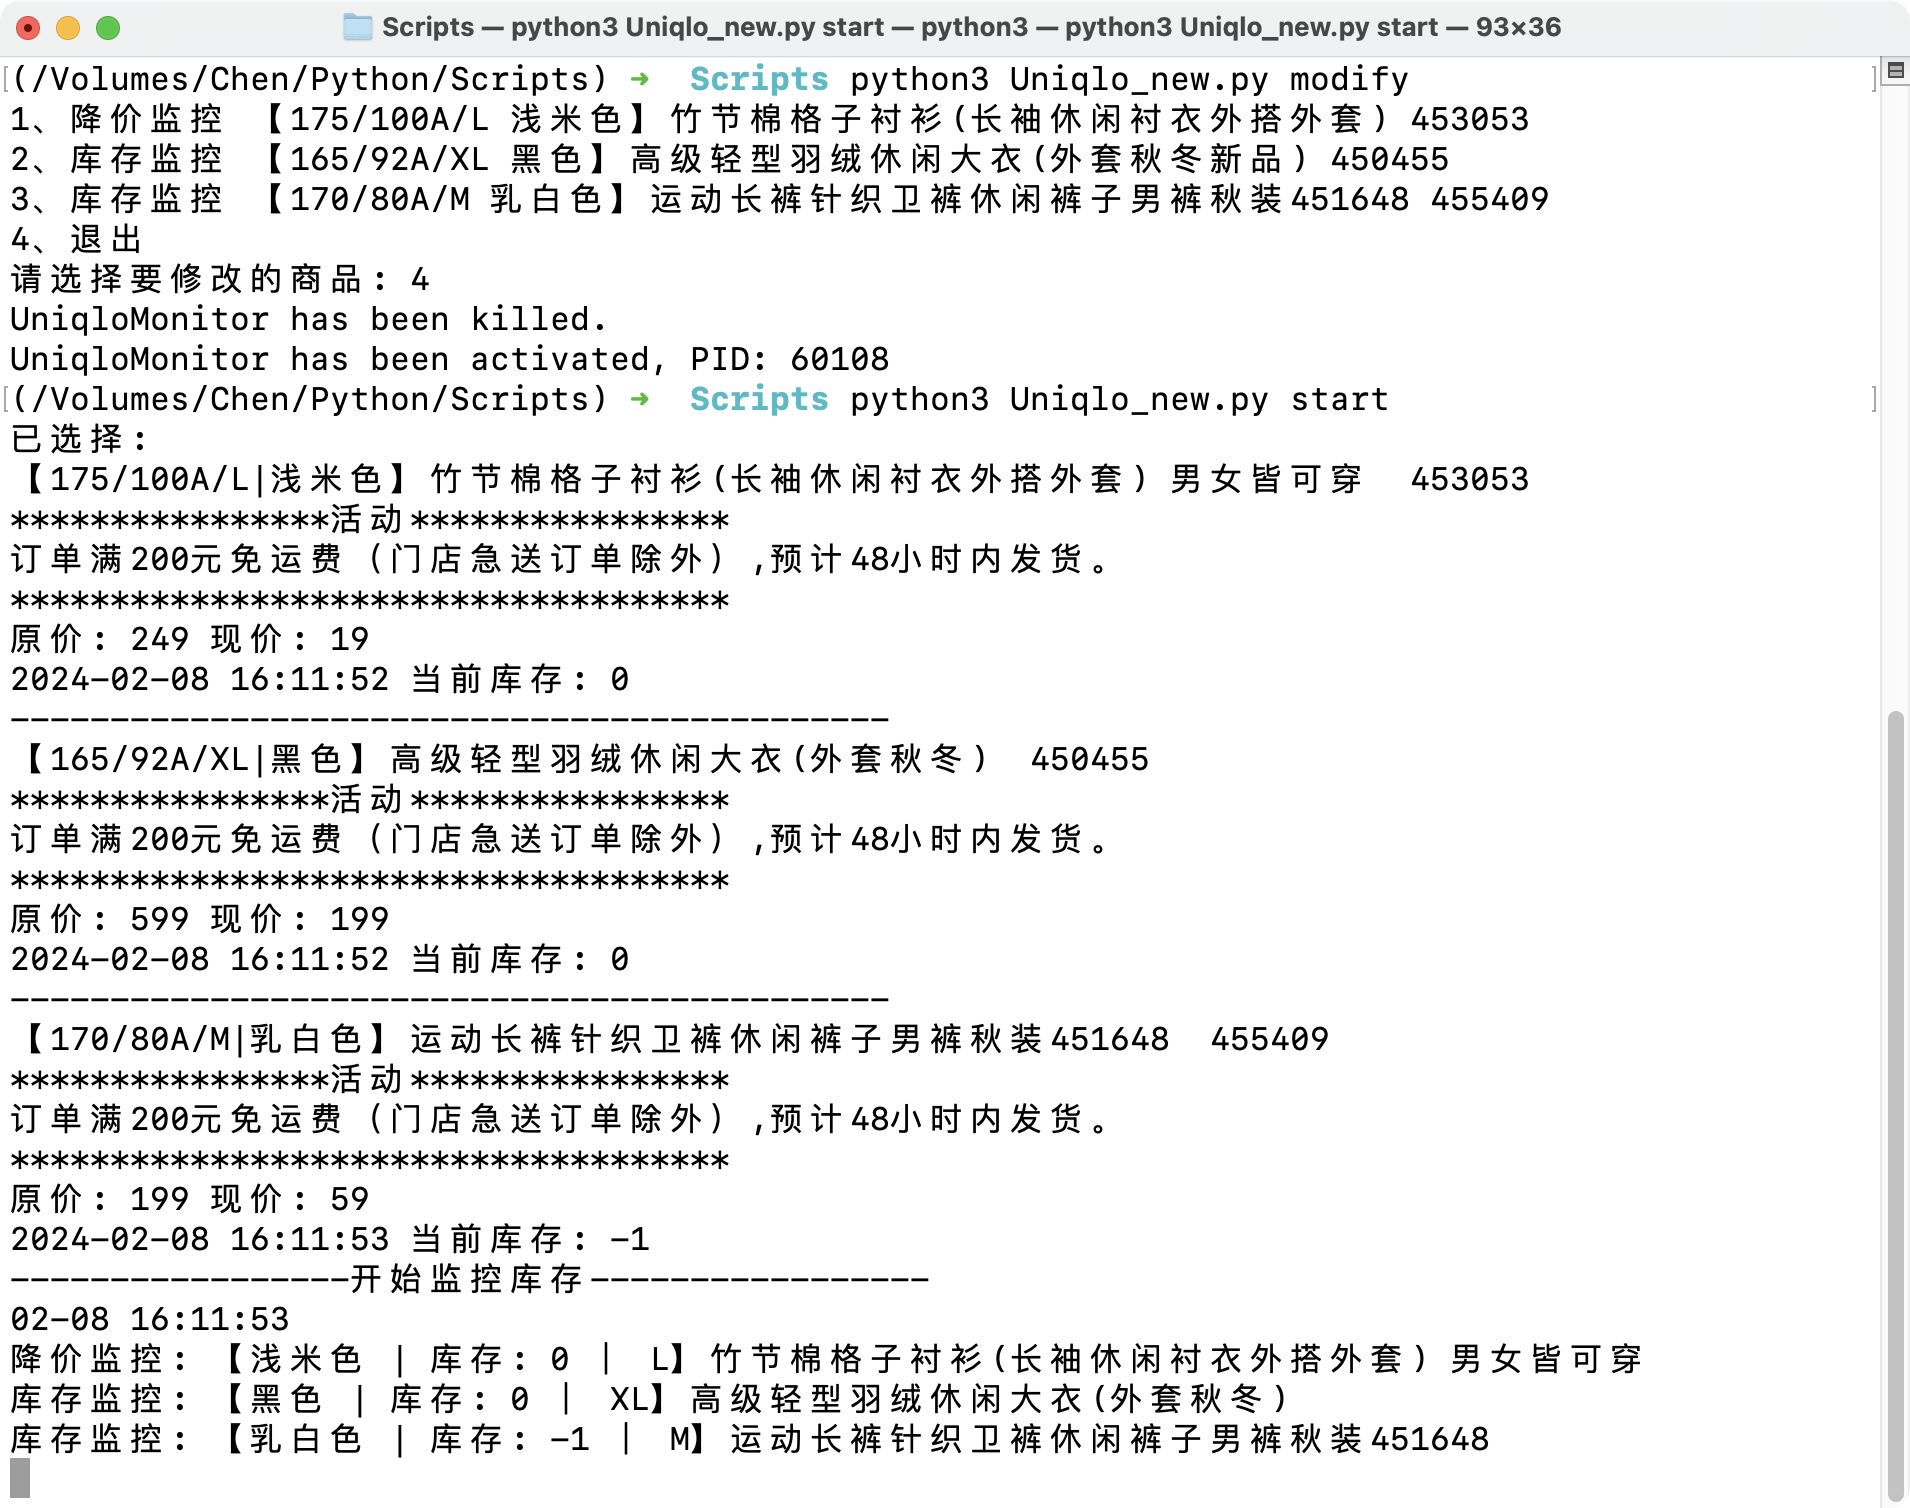 Scripts — python3 Uniqlo_new.py start — python3 — python3 Uniqlo_new.py start — 93×36
(/Volumes/Chen/Python/Scripts) ➜  Scripts python3 Uniqlo_new.py modify
1、降价监控 【175/100A/L 浅米色】竹节棉格子衬衫(长袖休闲衬衣外搭外套) 453053
2、库存监控 【165/92A/XL 黑色】高级轻型羽绒休闲大衣(外套秋冬新品) 450455
3、库存监控 【170/80A/M 乳白色】运动长裤针织卫裤休闲裤子男裤秋装451648 455409
4、退出
请选择要修改的商品: 4
UniqloMonitor has been killed.
UniqloMonitor has been activated, PID: 60108
(/Volumes/Chen/Python/Scripts) ➜  Scripts python3 Uniqlo_new.py start
已选择:
【175/100A/L|浅米色】竹节棉格子衬衫(长袖休闲衬衣外搭外套) 男女皆可穿  453053
****************活动****************
订单满200元免运费（门店急送订单除外）,预计48小时内发货。
************************************
原价: 249 现价: 19
2024-02-08 16:11:52 当前库存: 0
--------------------------------------------
【165/92A/XL|黑色】高级轻型羽绒休闲大衣(外套秋冬)  450455
****************活动****************
订单满200元免运费（门店急送订单除外）,预计48小时内发货。
************************************
原价: 599 现价: 199
2024-02-08 16:11:52 当前库存: 0
--------------------------------------------
【170/80A/M|乳白色】运动长裤针织卫裤休闲裤子男裤秋装451648  455409
****************活动****************
订单满200元免运费（门店急送订单除外）,预计48小时内发货。
************************************
原价: 199 现价: 59
2024-02-08 16:11:53 当前库存: -1
-----------------开始监控库存-----------------
02-08 16:11:53
降价监控: 【浅米色 | 库存: 0 |  L】竹节棉格子衬衫(长袖休闲衬衣外搭外套) 男女皆可穿
库存监控: 【黑色 | 库存: 0 |  XL】高级轻型羽绒休闲大衣(外套秋冬)
库存监控: 【乳白色 | 库存: -1 |  M】运动长裤针织卫裤休闲裤子男裤秋装451648